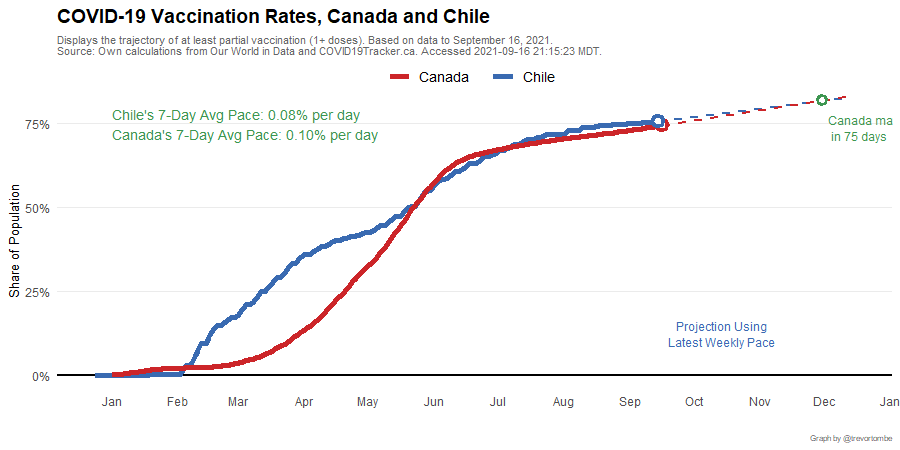 COVID-19 Vaccination Rates, Canada and Chile
Displays the trajectory of at least partial vaccination (1+ doses). Based on data to September 16, 2021.
Source: Own calculations from Our World in Data and COVID19Tracker.ca. Accessed 2021-09-16 21:15:23 MDT.
Canada Chile
Chile's 7-Day Avg Pace: 0.08% per day
Canada's 7-Day Avg Pace: 0.10% per day
Canada ma
in 75 days
75%
50%
25%
0%
Share of Population
Projection Using
Latest Weekly Pace
Jan Feb Mar Apr May Jun Jul Aug Sep Oct Nov Dec Jan
Graph by @trevortombe